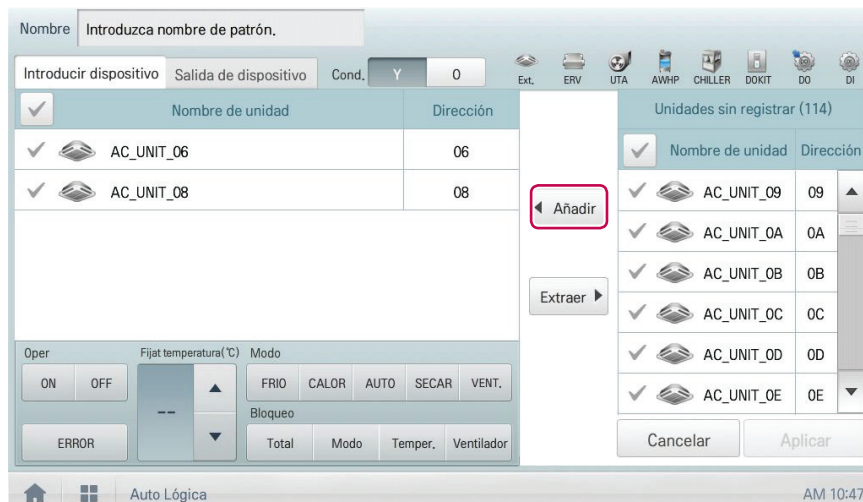 Nombre Introduzca nombre de patrón.
Introducir dispositivo Salida de dispositivo Cond. Y O
Ext. ERV UTA AWHP CHILLER DOKIT DO DI
Nombre de unidad Dirección
AC_UNIT_06 06
AC_UNIT_08 08
Añadir
Extraer
Unidades sin registrar (114)
Nombre de unidad Dirección
AC_UNIT_09 09
AC_UNIT_0A 0A
AC_UNIT_0B 0B
AC_UNIT_0C 0C
AC_UNIT_0D 0D
AC_UNIT_0E 0E
Oper Fijat temperatura(℃) Modo
ON OFF -- FRIO CALOR AUTO SECAR VENT.
Bloqueo
ERROR Total Modo Temper. Ventilador
Cancelar Aplicar
Auto Lógica AM 10:47